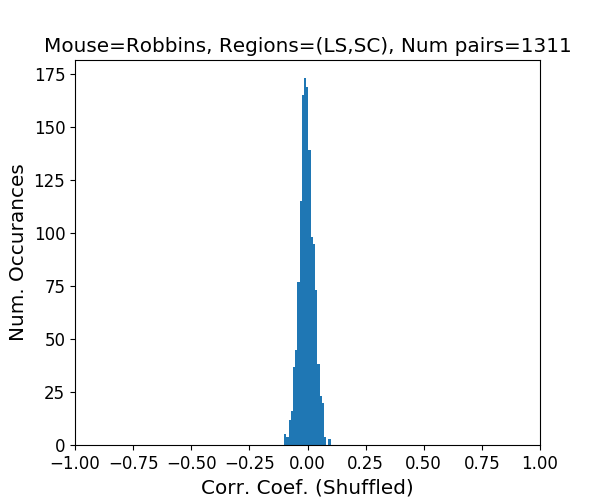 Mouse=Robbins, Regions=(LS,SC), Num pairs=1311
175
150
125
100
75
50
25
0
Num. Occurances
−1.00 −0.75 −0.50 −0.25 0.00 0.25 0.50 0.75 1.00
Corr. Coef. (Shuffled)